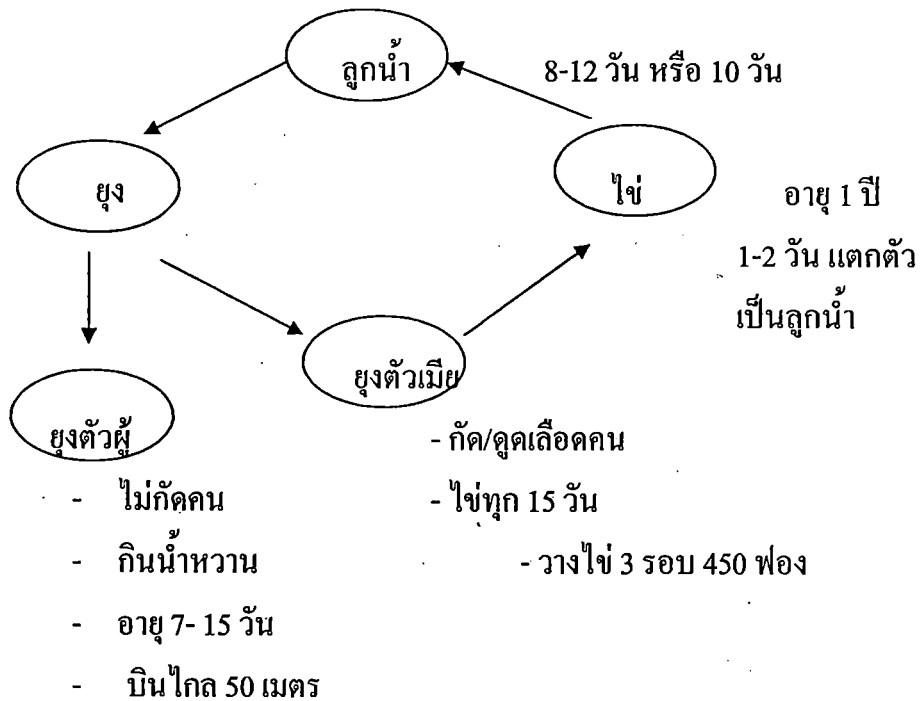 ลูกน้ำ
8-12 วัน หรือ 10 วัน
ยุง
ไข่
อายุ 1 ปี
1-2 วัน แตกตัว
เป็นลูกน้ำ
ยุงตัวเมีย
ยุงตัวผู้
- กัด/ดูดเลือดคน
- ไข่ทุก 15 วัน
- วางไข่ 3 รอบ 450 ฟอง
- ไม่กัดคน
- กินน้ำหวาน
- อายุ 7- 15 วัน
- บินไกล 50 เมตร